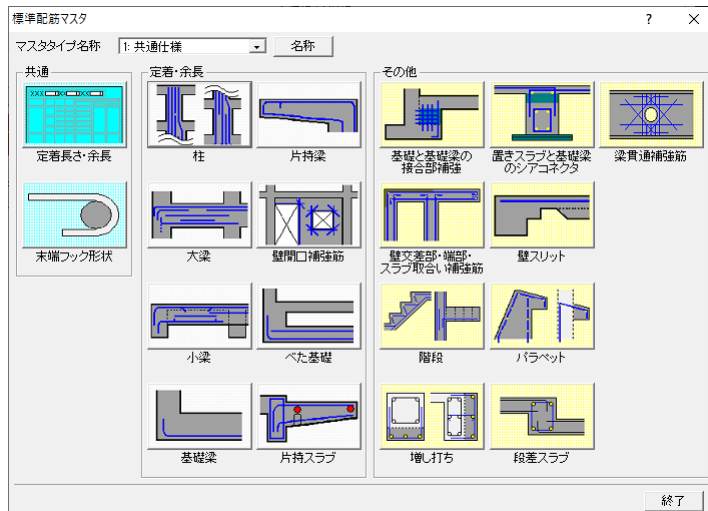 標準配筋マスタ
マスタタイプ名称 1: 共通仕様 名称
共通
定着長さ・余長
末端フック形状
定着・余長
柱 片持梁
大梁 壁開口補強筋
小梁 べた基礎
基礎梁 片持スラブ
その他
基礎と基礎梁の
接合部補強
置きスラブと基礎梁
のシアコネクタ
梁貫通補強筋
壁交差部・端部・
スラブ取合い補強筋
壁スリット
階段 パラペット
増し打ち 段差スラブ
終了